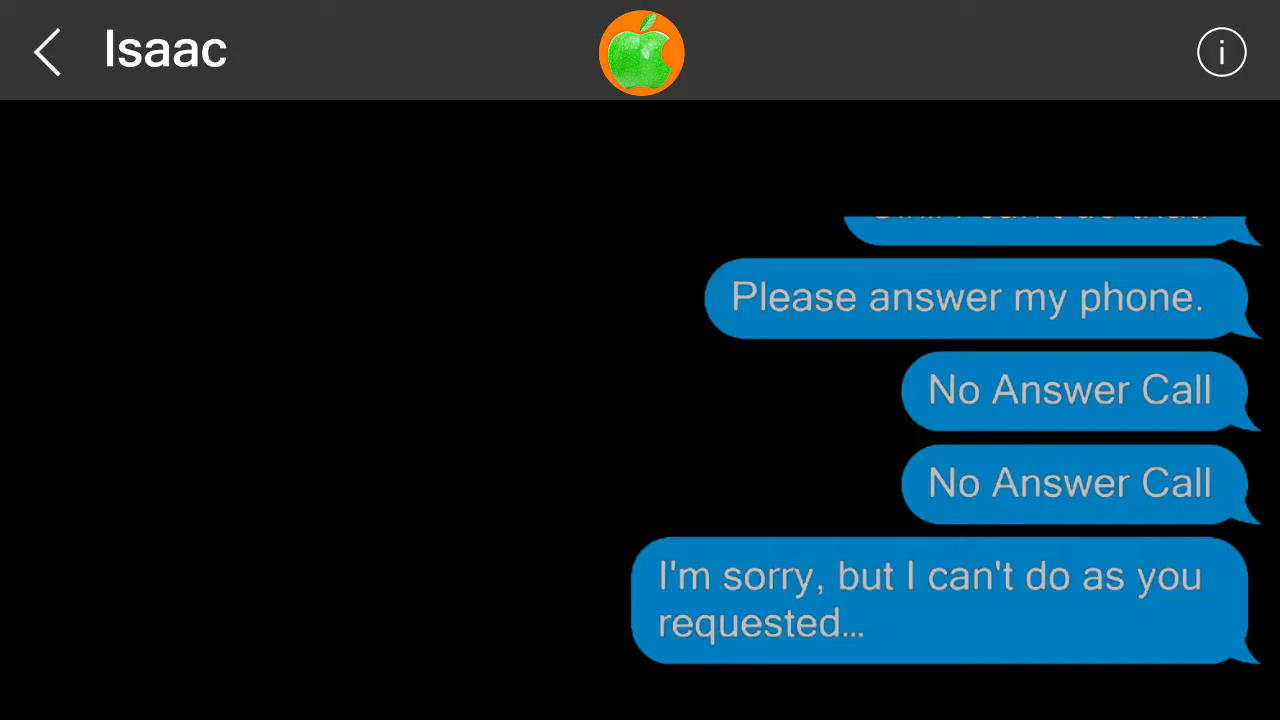 Isaac
Please answer my phone.
No Answer Call
No Answer Call
I'm sorry, but I can't do as you
requested...